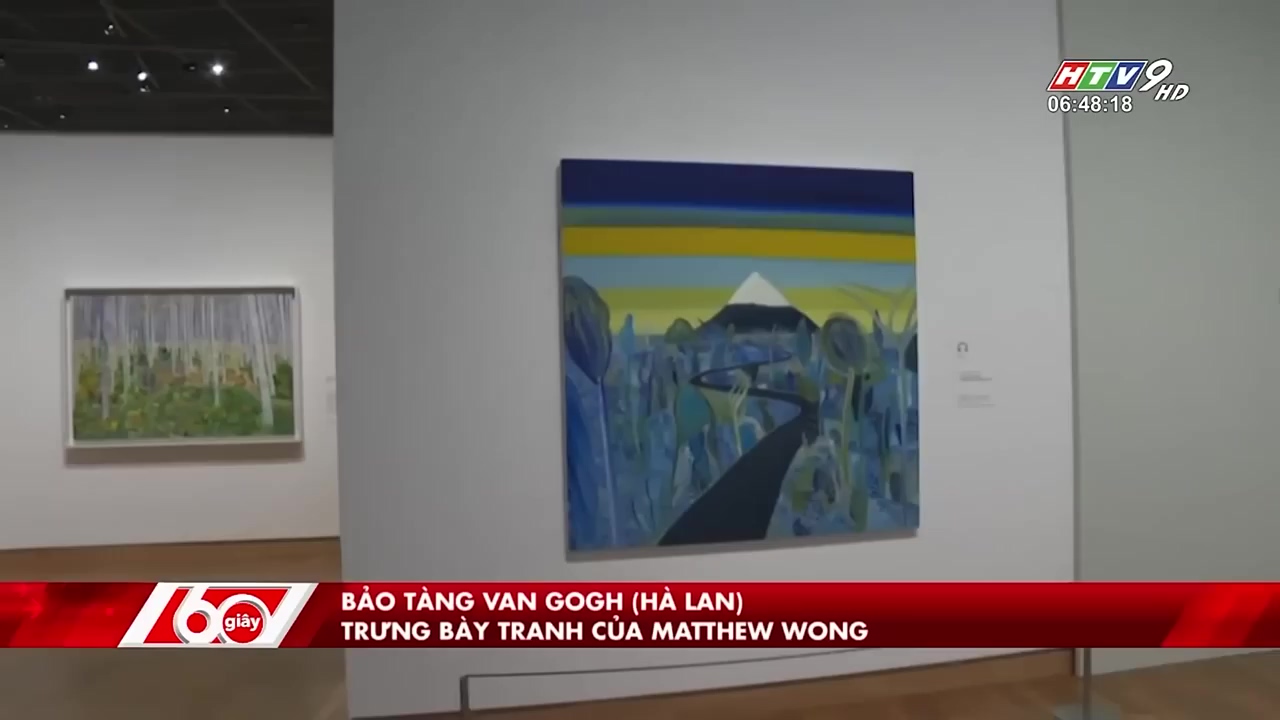 HTV9 HD
06:48:18
BẢO TÀNG VAN GOGH (HÀ LAN)
60 giây
TRƯNG BÀY TRANH CỦA MATTHEW WONG